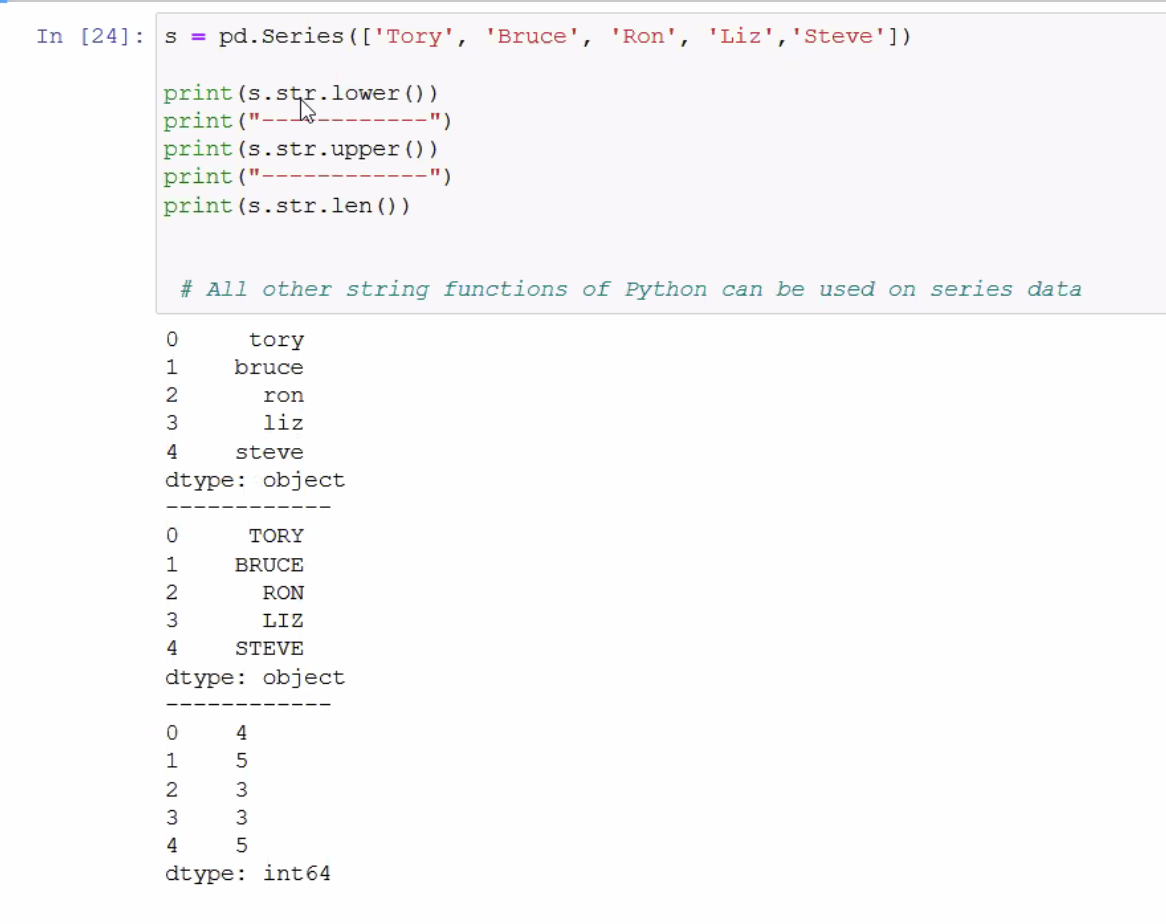 In [24]: s = pd.Series(['Tory', 'Bruce', 'Ron', 'Liz','Steve'])
print(s.str.lower())
print("------------")
print(s.str.upper())
print("------------")
print(s.str.len())
# All other string functions of Python can be used on series data
0 tory
1 bruce
2 ron
3 liz
4 steve
dtype: object
------------
0 TORY
1 BRUCE
2 RON
3 LIZ
4 STEVE
dtype: object
------------
0 4
1 5
2 3
3 3
4 5
dtype: int64